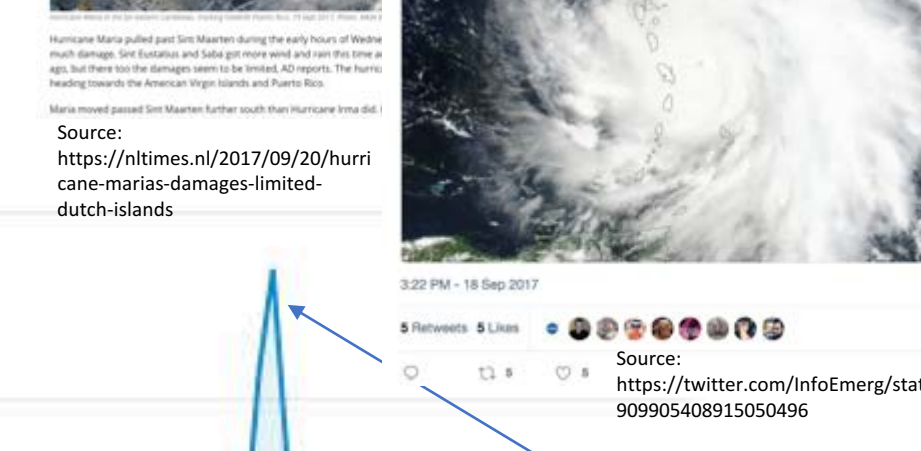 Hurricane Maria pulled past Sint Maarten during the early hours of Wedne
much damage. Sint Eustatius and Saba got more wind and rain this time a
ago, but there too the damages seem to be limited, AD reports. The hurric
heading towards the American Virgin Islands and Puerto Rico.
Maria moved passed Sint Maarten further south than Hurricane Irma did.
Source:
https://nltimes.nl/2017/09/20/hurri
cane-marias-damages-limited-
dutch-islands
3:22 PM - 18 Sep 2017
5 Retweets 5 Likes
5 5
Source:
https://twitter.com/InfoEmerg/stat
909905408915050496